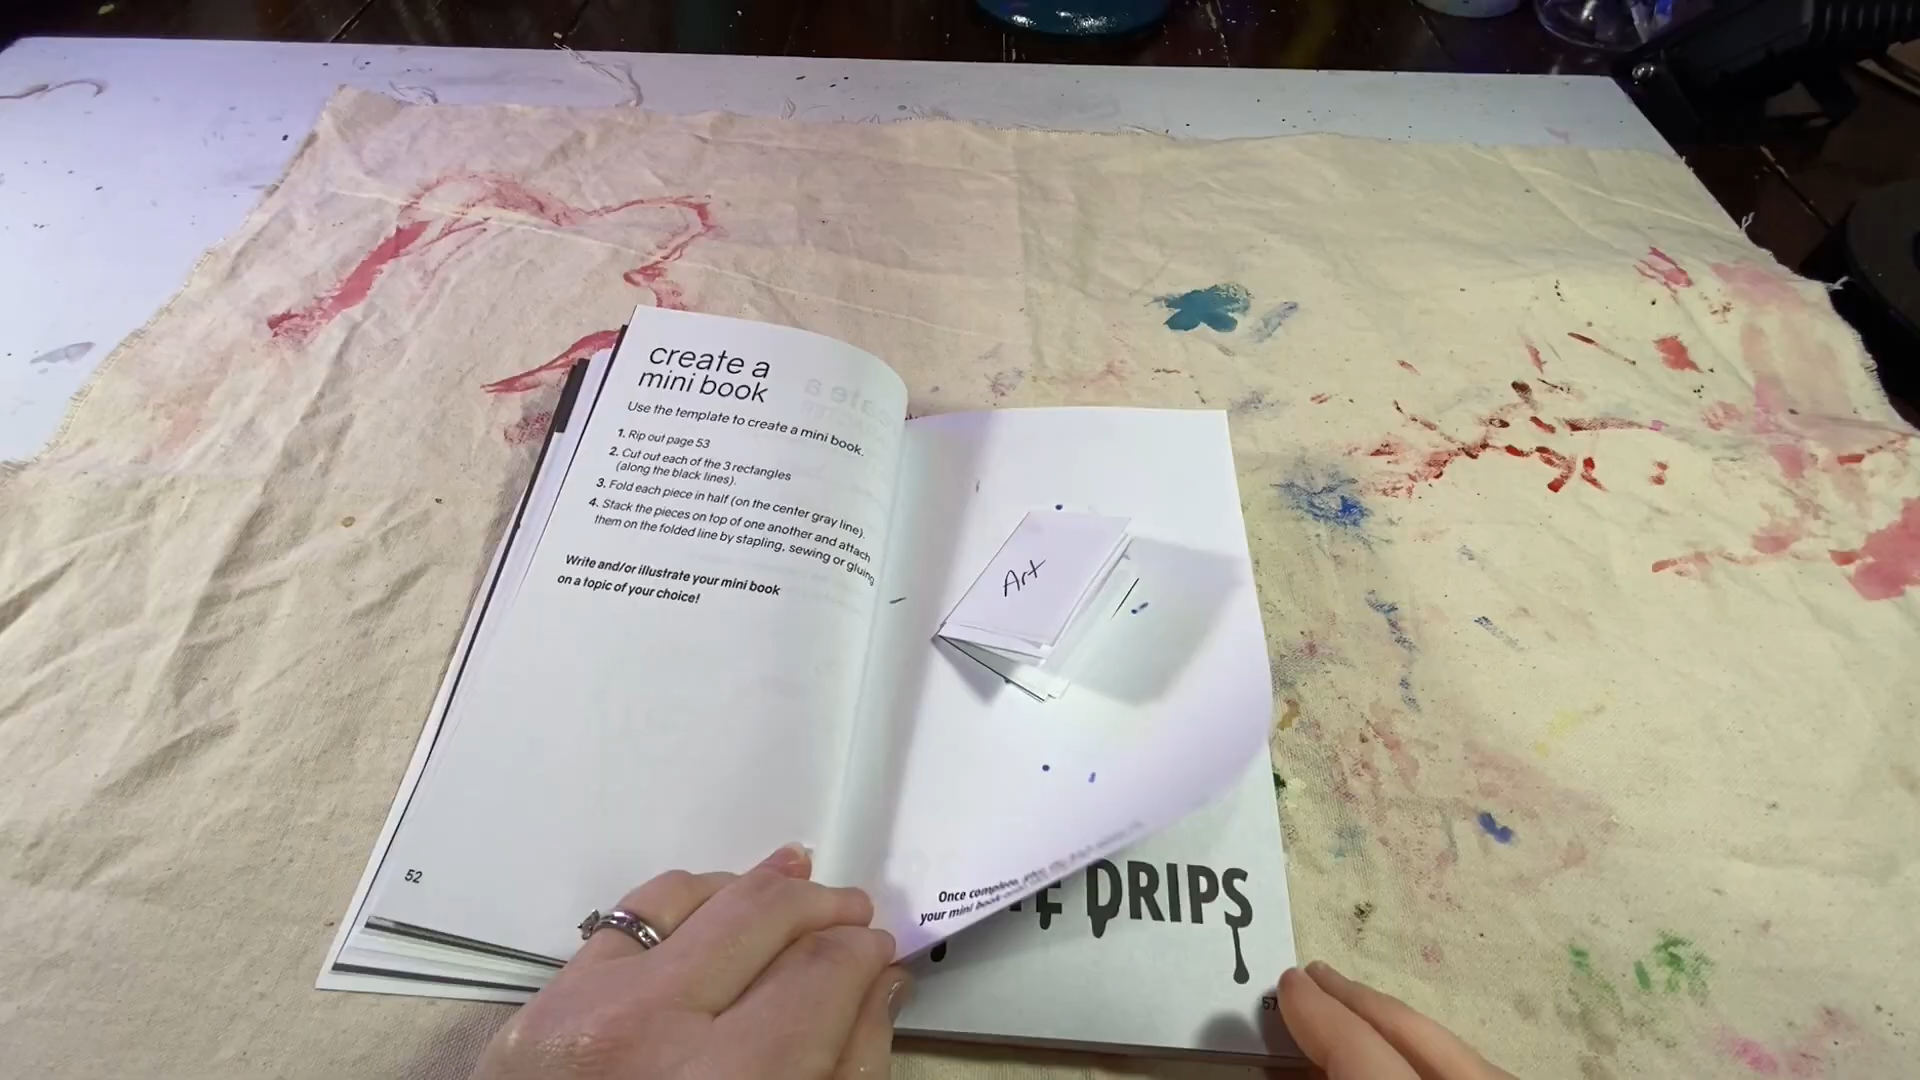 create a
mini book
Use the template to create a mini book.
1. Rip out page 53
2. Cut out each of the 3 rectangles
(along the black lines).
3. Fold each piece in half (on the center gray line).
4. Stack the pieces on top of one another and attach
them on the folded line by stapling, sewing or gluing
Write and/or illustrate your mini book
on a topic of your choice!
52
Art
Once
your mini book
DRIPS
57